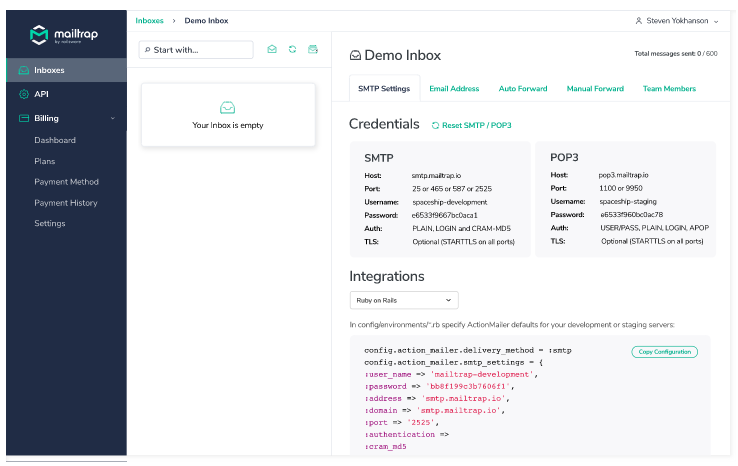 mailtrap
by railsware
Inboxes
API
Billing
Dashboard
Plans
Payment Method
Payment History
Settings
Inboxes › Demo Inbox
Steven Yokhanson
Start with...
Your Inbox is empty
Demo Inbox
Total messages sent: 0 / 600
SMTP Settings Email Address Auto Forward Manual Forward Team Members
Credentials Reset SMTP / POP3
SMTP
Host: smtp.mailtrap.io
Port: 25 or 465 or 587 or 2525
Username: spaceship-development
Password: e6533f9667bc0aca1
Auth: PLAIN, LOGIN and CRAM-MD5
TLS: Optional (STARTTLS on all ports)
POP3
Host: pop3.mailtrap.io
Port: 1100 or 9950
Username: spaceship-staging
Password: e6533f960bc0ac78
Auth: USER/PASS, PLAIN, LOGIN, APOP
TLS: Optional (STARTTLS on all ports)
Integrations
Ruby on Rails
In config/environments/*.rb specify ActionMailer defaults for your development or staging servers:
Copy Configuration
config.action_mailer.delivery_method = :smtp
config.action_mailer.smtp_settings = {
:user_name => 'mailtrap-development',
:password => 'bb8f199c3b7606f1',
:address => 'smtp.mailtrap.io',
:domain => 'smtp.mailtrap.io',
:port => '2525',
:authentication =>
:cram_md5